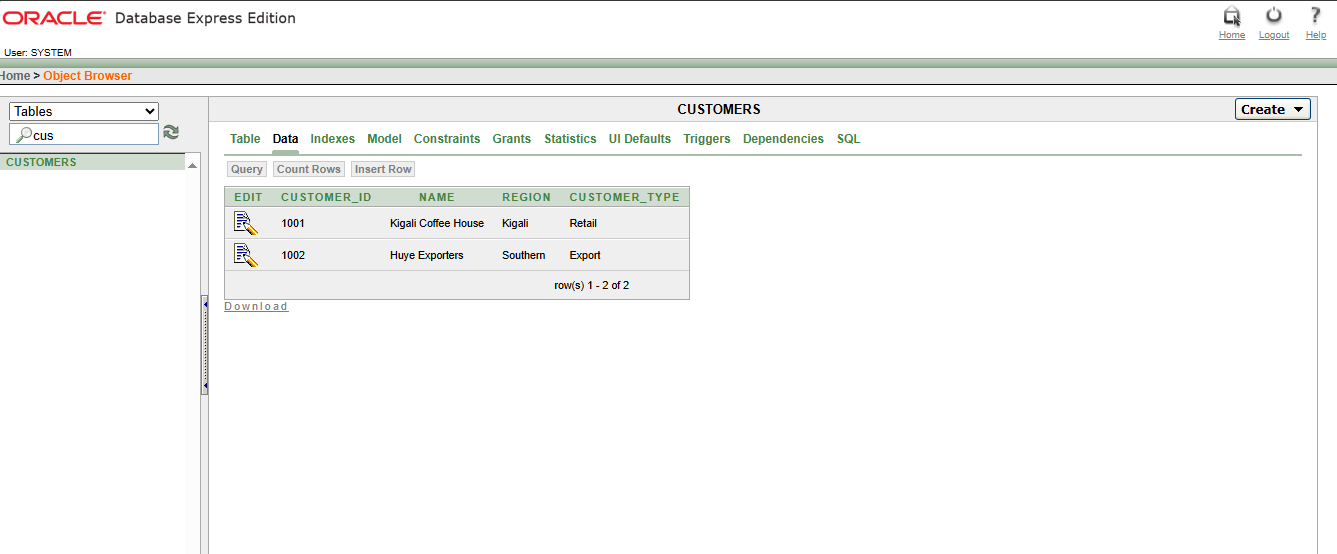 ORACLE Database Express Edition
Home Logout Help
User: SYSTEM
Home > Object Browser
Tables
cus
CUSTOMERS
CUSTOMERS
Create
Table Data Indexes Model Constraints Grants Statistics UI Defaults Triggers Dependencies SQL
Query Count Rows Insert Row
EDIT CUSTOMER_ID NAME REGION CUSTOMER_TYPE
1001 Kigali Coffee House Kigali Retail
1002 Huye Exporters Southern Export
row(s) 1 - 2 of 2
Download